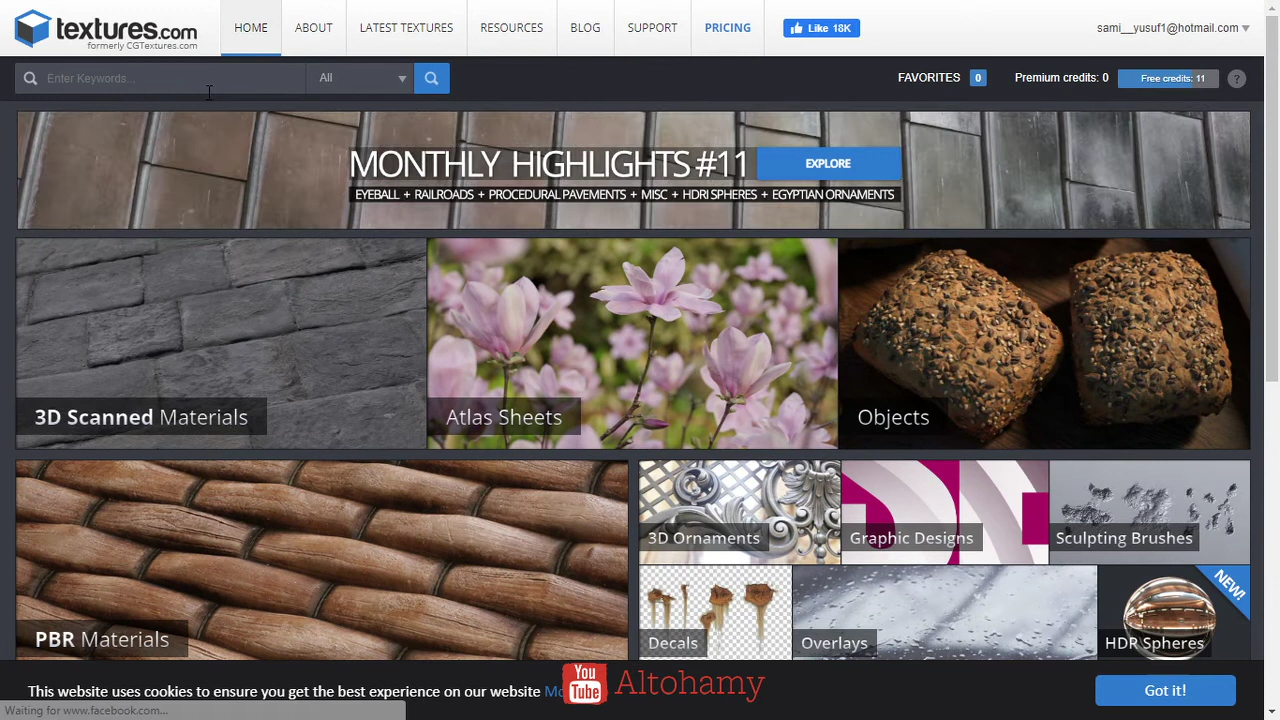 textures.com
formerly CGTextures.com
HOME
ABOUT
LATEST TEXTURES
RESOURCES
BLOG
SUPPORT
PRICING
Like 18K
sami__yusuf1@hotmail.com
Enter Keywords...
All
FAVORITES 0
Premium credits: 0
Free credits: 11
?
MONTHLY HIGHLIGHTS #11
EXPLORE
EYEBALL + RAILROADS + PROCEDURAL PAVEMENTS + MISC + HDRI SPHERES + EGYPTIAN ORNAMENTS
3D Scanned Materials
Atlas Sheets
Objects
PBR Materials
3D Ornaments
Graphic Designs
Sculpting Brushes
Decals
Overlays
NEW!
HDR Spheres
This website uses cookies to ensure you get the best experience on our website
Got it!
You Tube
Altohamy
Waiting for www.facebook.com...